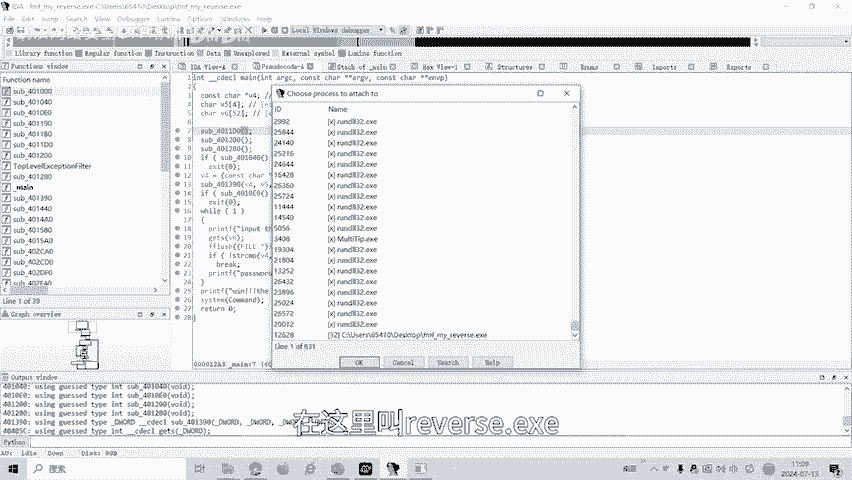 IDA - fmf_my_reverse.exe C:\Users\65410\Desktop\fmf_my_reverse.exe
File Edit Jump Search View Debugger Lumina Options Windows Help
Local Windows debugger
Library function Regular function Instruction Data Unexplored External symbol Lumina function
Functions window
IDA View-A Pseudocode-A Stack of _main Hex View-1 Structures Enums Imports Exports
Function name
sub_401000
sub_401040
sub_4010E0
sub_401190
sub_4011B0
sub_4011D0
sub_401200
TopLevelExceptionFilter
sub_401280
_main
sub_401390
sub_401440
sub_4014A0
sub_401580
sub_4015A0
sub_402CA0
sub_402CD0
sub_402DF0
sub_402E40
Line 1 of 39
Graph overview
1 int __cdecl main(int argc, const char **argv, const char **envp)
2 {
3 const char *v4; //
4 char v5[4]; //
5 char v6[52]; //
6
7 sub_4011D0();
8 sub_401200();
9 sub_401280();
10 if ( sub_401040()
11 exit(0);
12 v4 = (const char
13 sub_401390(v4, v5
14 if ( sub_4010E0()
15 exit(0);
16 while ( 1 )
17 {
18 printf("input th
19 gets(v6);
20 fflush((FILE *)
21 if ( !strcmp(v4,
22 break;
23 printf("password
24 }
25 printf("win!!!the
26 system(Command);
27 return 0;
28 }
000012A3 _main:7
Choose process to attach to
ID Name
2992 [x] rundll32.exe
25844 [x] rundll32.exe
24140 [x] rundll32.exe
25216 [x] rundll32.exe
24644 [x] rundll32.exe
16428 [x] rundll32.exe
26360 [x] rundll32.exe
25724 [x] rundll32.exe
11444 [x] rundll32.exe
14540 [x] rundll32.exe
5056 [x] rundll32.exe
3408 [x] MultiTip.exe
19304 [x] rundll32.exe
21804 [x] rundll32.exe
13252 [x] rundll32.exe
26432 [x] rundll32.exe
23896 [x] rundll32.exe
25024 [x] rundll32.exe
26572 [x] rundll32.exe
20012 [x] rundll32.exe
12628 [32] C:\Users\65410\Desktop\fmf_my_reverse.exe
Line 1 of 631
OK Cancel Search Help
Output window
401040: using guessed type int sub_401040(void);
4010E0: using guessed type int sub_4010E0(void);
401200: using guessed type int sub_401200(void);
401280: using guessed type int sub_401280(void);
401390: using guessed type _DWORD __cdecl sub_401390(_DWORD, _DWORD,
40405C: using guessed type int __cdecl gets(_DWORD);
Python
AU: idle Down Disk: 8GB
在这里叫reverse.exe
搜索
11:09
2024-07-13